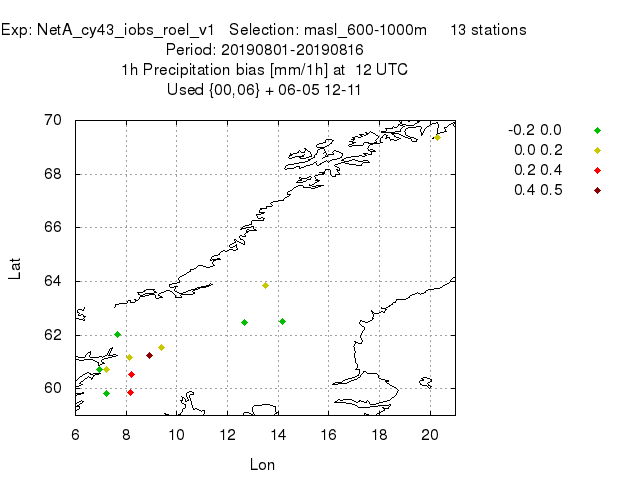 Exp: NetA_cy43_iobs_roel_v1   Selection: masl_600-1000m     13 stations
Period: 20190801-20190816
1h Precipitation bias [mm/1h] at  12 UTC
Used {00,06} + 06-05 12-11
70
68
66
64
62
60
Lat
6 8 10 12 14 16 18 20
Lon
-0.2 0.0
0.0 0.2
0.2 0.4
0.4 0.5